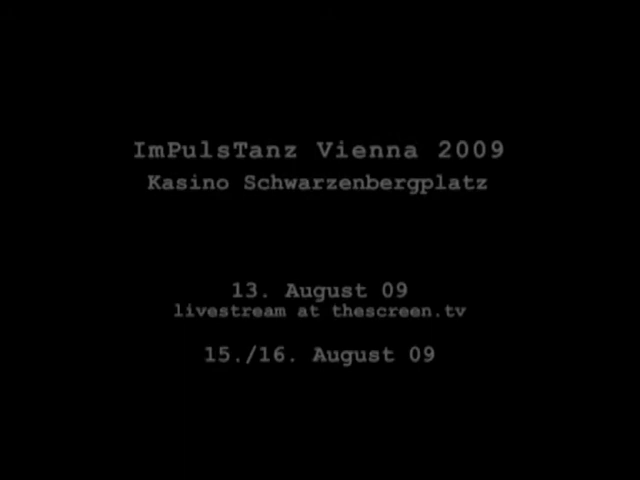 ImPulsTanz Vienna 2009
Kasino Schwarzenbergplatz
13. August 09
livestream at thescreen.tv
15./16. August 09